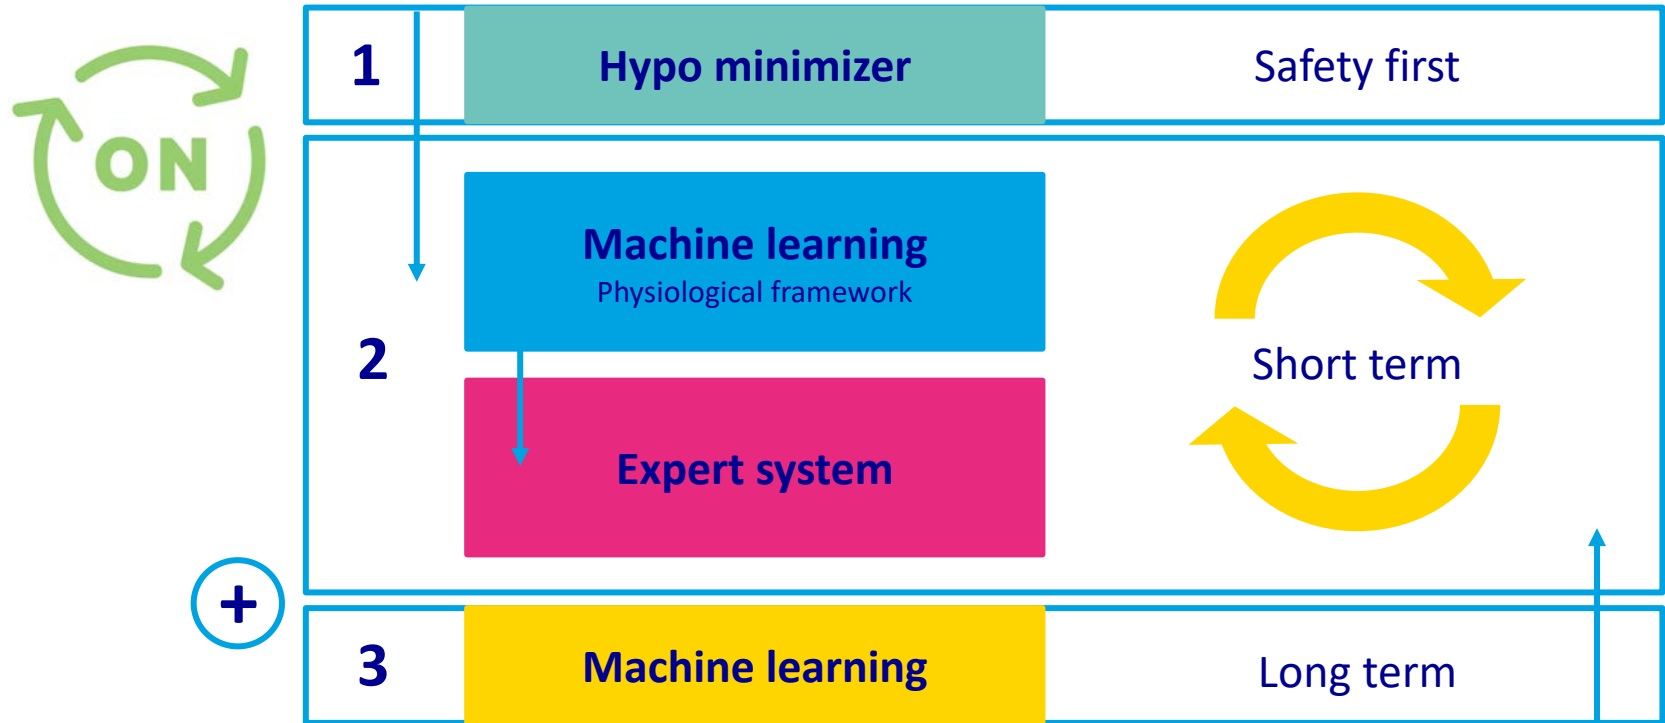 ON
1
Hypo minimizer
Safety first
2
Machine learning
Physiological framework
Short term
Expert system
+
3
Machine learning
Long term